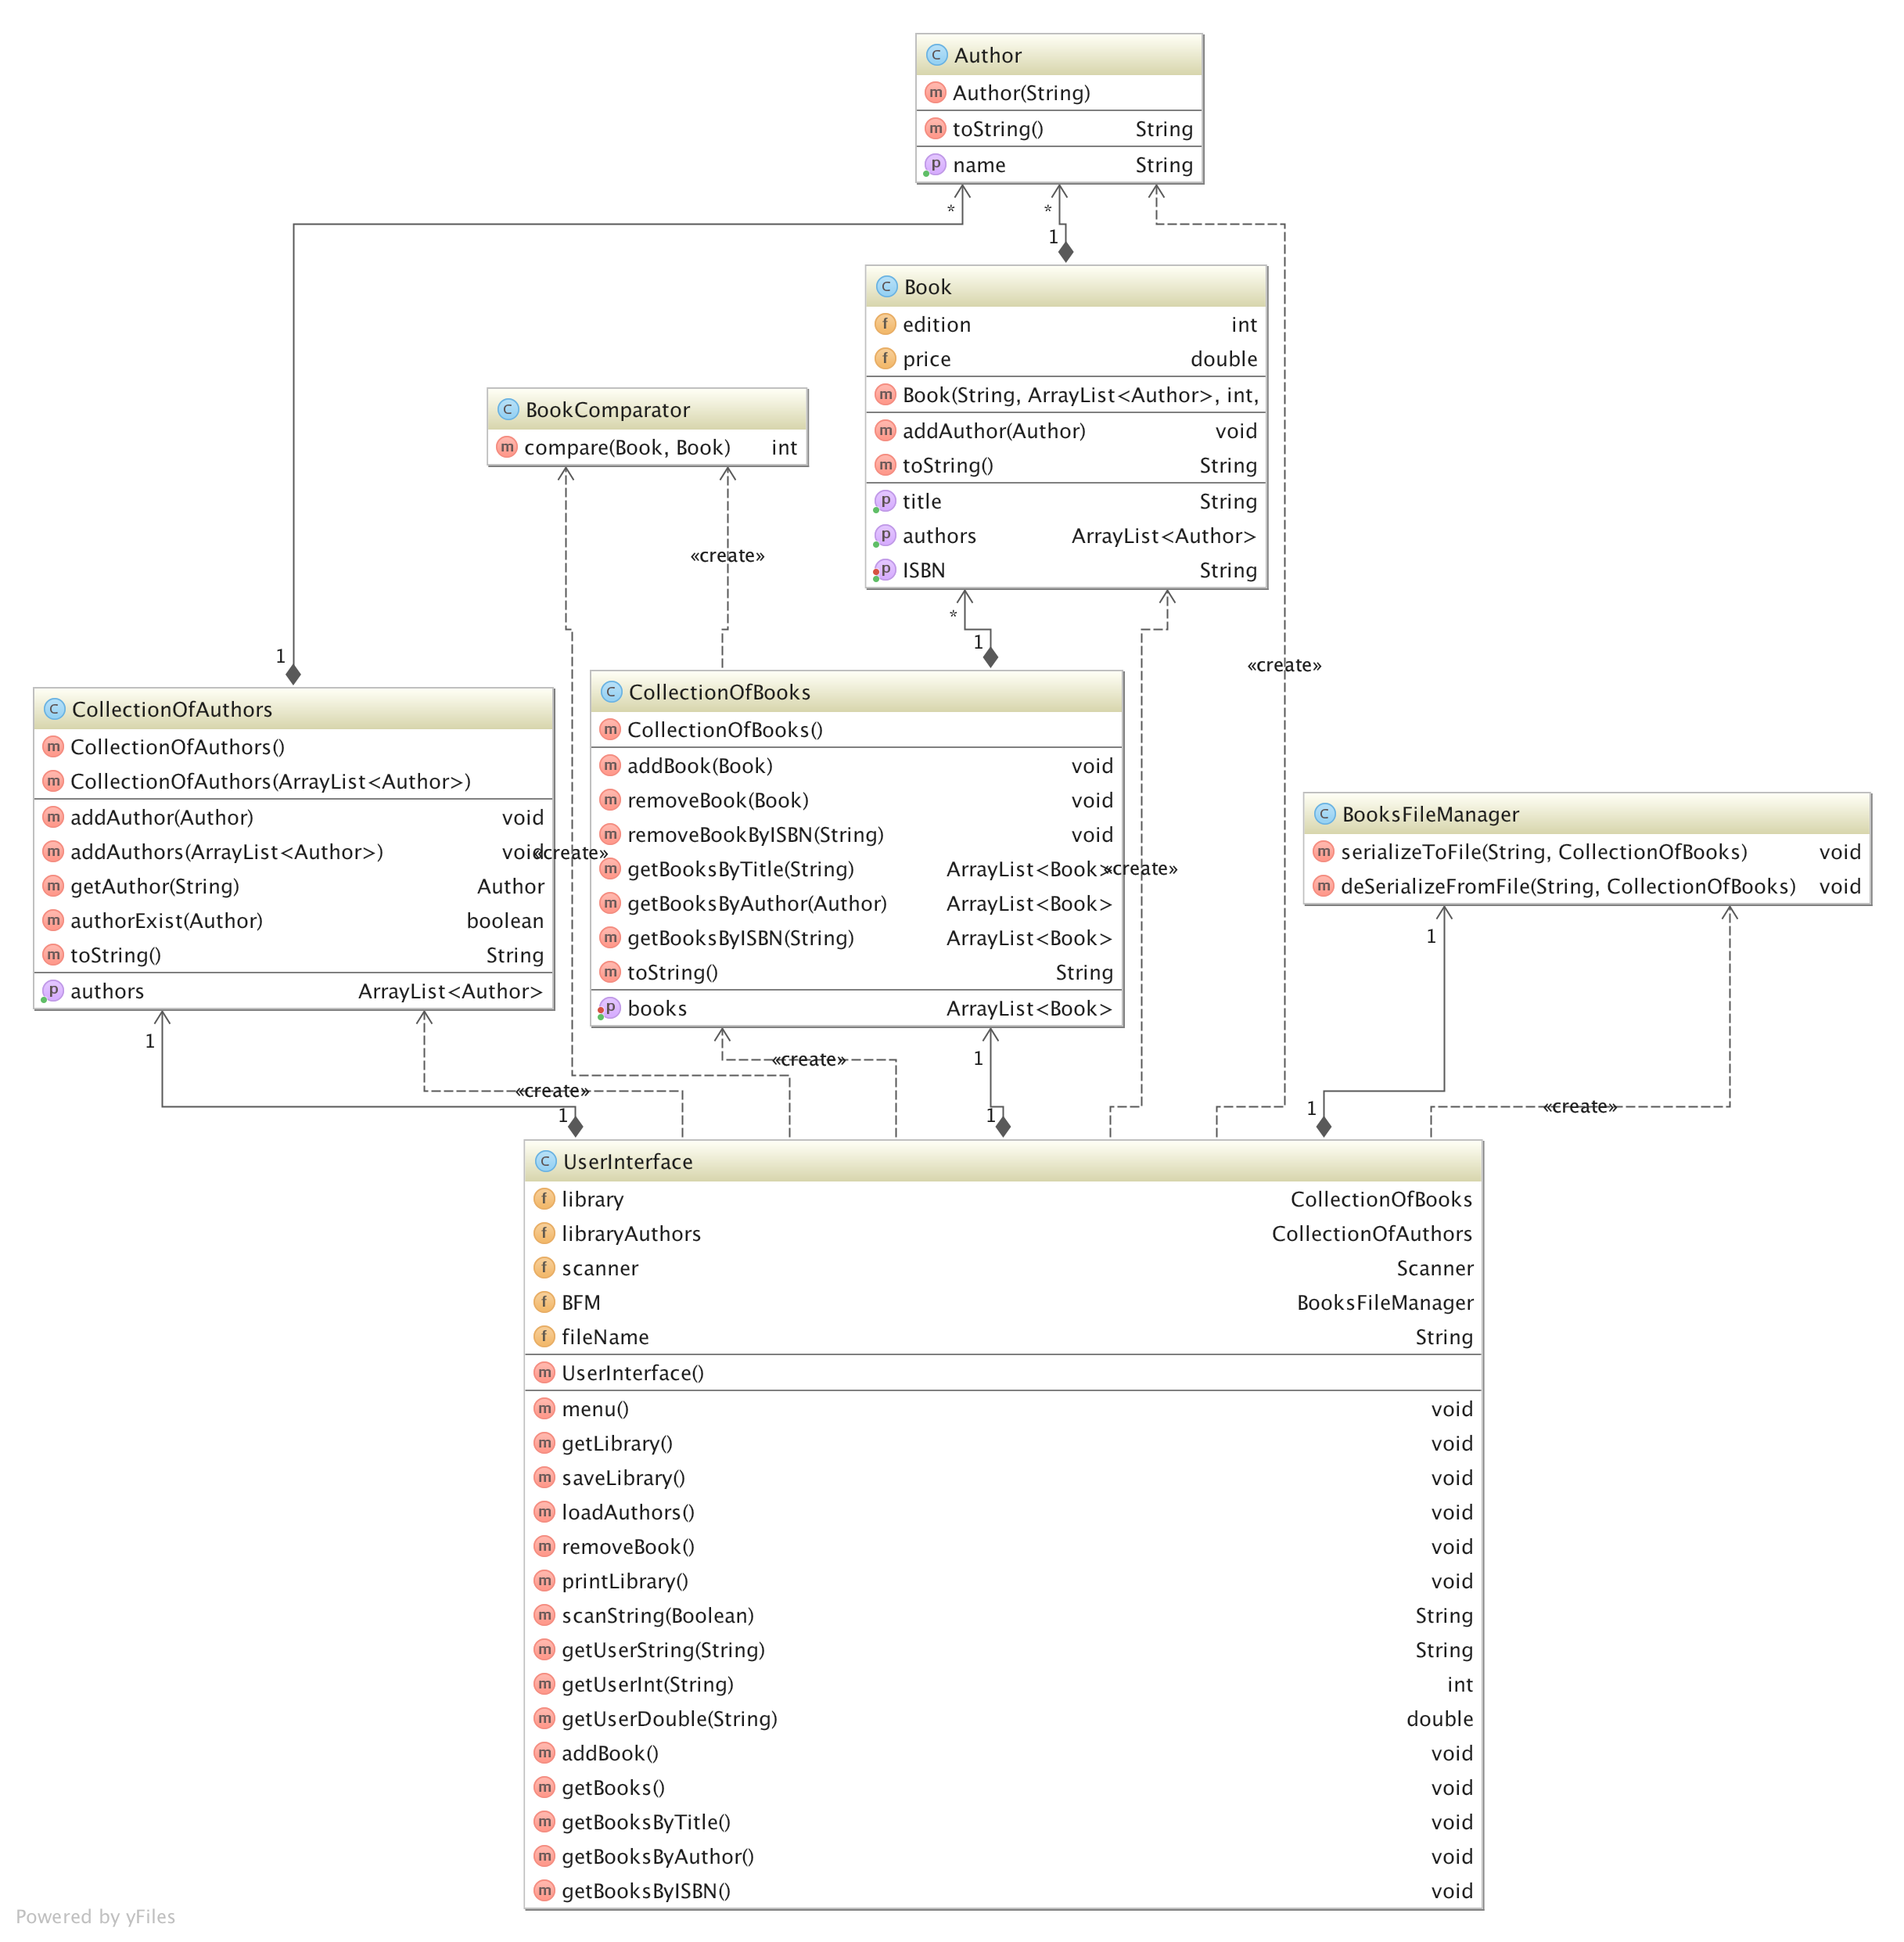 Author
Author(String)
toString() String
name String
*
*
1
Book
edition int
price double
Book(String, ArrayList<Author>, int,
addAuthor(Author) void
toString() String
title String
authors ArrayList<Author>
ISBN String
BookComparator
compare(Book, Book) int
«create»
*
1
«create»
1
CollectionOfAuthors
CollectionOfAuthors()
CollectionOfAuthors(ArrayList<Author>)
addAuthor(Author) void
addAuthors(ArrayList<Author>) void
getAuthor(String) Author
authorExist(Author) boolean
toString() String
authors ArrayList<Author>
«create»
CollectionOfBooks
CollectionOfBooks()
addBook(Book) void
removeBook(Book) void
removeBookByISBN(String) void
getBooksByTitle(String) ArrayList<Book>
getBooksByAuthor(Author) ArrayList<Book>
getBooksByISBN(String) ArrayList<Book>
toString() String
books ArrayList<Book>
«create»
BooksFileManager
serializeToFile(String, CollectionOfBooks) void
deSerializeFromFile(String, CollectionOfBooks) void
1
1
«create»
1
«create»
1
1
1
«create»
UserInterface
library CollectionOfBooks
libraryAuthors CollectionOfAuthors
scanner Scanner
BFM BooksFileManager
fileName String
UserInterface()
menu() void
getLibrary() void
saveLibrary() void
loadAuthors() void
removeBook() void
printLibrary() void
scanString(Boolean) String
getUserString(String) String
getUserInt(String) int
getUserDouble(String) double
addBook() void
getBooks() void
getBooksByTitle() void
getBooksByAuthor() void
getBooksByISBN() void
Powered by yFiles